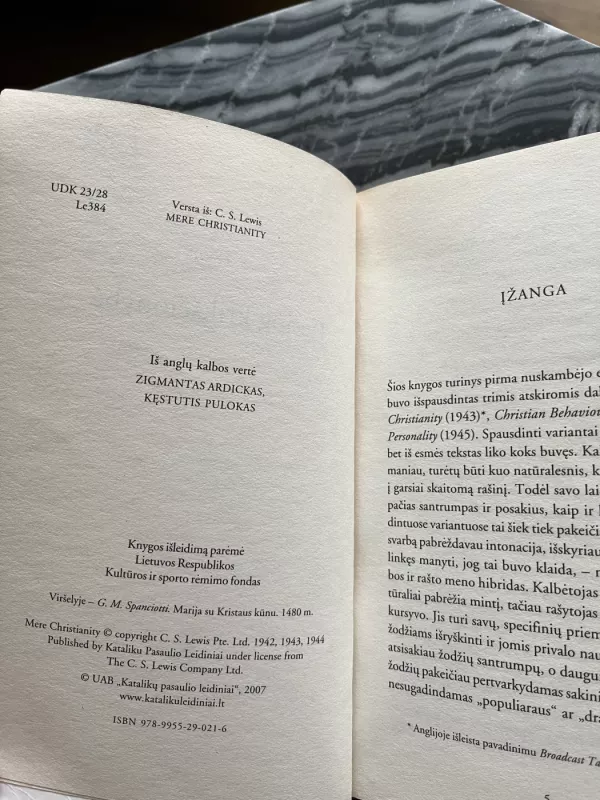 UDK 23/28
Le384
Versta iš: C. S. Lewis
MERE CHRISTIANITY
Iš anglų kalbos vertė
ZIGMANTAS ARDICKAS,
KĘSTUTIS PULOKAS
Knygos išleidimą parėmė
Lietuvos Respublikos
Kultūros ir sporto rėmimo fondas
Viršelyje – G. M. Spanciotti. Marija su Kristaus kūnu. 1480 m.
Mere Christianity © copyright C. S. Lewis Pte. Ltd. 1942, 1943, 1944
Published by Kataliku Pasaulio Leidiniai under license from
The C. S. Lewis Company Ltd.
© UAB „Katalikų pasaulio leidiniai", 2007
www.katalikuleidiniai.lt
ISBN 978-9955-29-021-6
ĮŽANGA
Šios knygos turinys pirma nuskambėjo
buvo išspausdintas trimis atskiromis
Christianity (1943)*, Christian
Personality (1945). Spausdinti variantai
bet iš esmės tekstas liko koks buvęs.
maniau, turėtų būti kuo natūralesnis,
į garsiai skaitomą rašinį. Todėl savo
pačias santrumpas ir posakius, kaip ir
dintuose variantuose tai šiek tiek
svarbą pabrėždavau intonacija,
linkęs manyti, jog tai buvo klaida, –
bos ir rašto meno hibridas. Kalbėtojas
tūraliai pabrėžia mintį, tačiau rašytojas
kursyvo. Jis turi savų, specifinių
žodžiams išryškinti ir jomis privalo
atsisakiau žodžių santrumpų, o
žodžių pakeičiau pertvarkydamas
nesugadindamas „populiaraus" ar
* Anglijoje išleista pavadinimu Broadcast
5